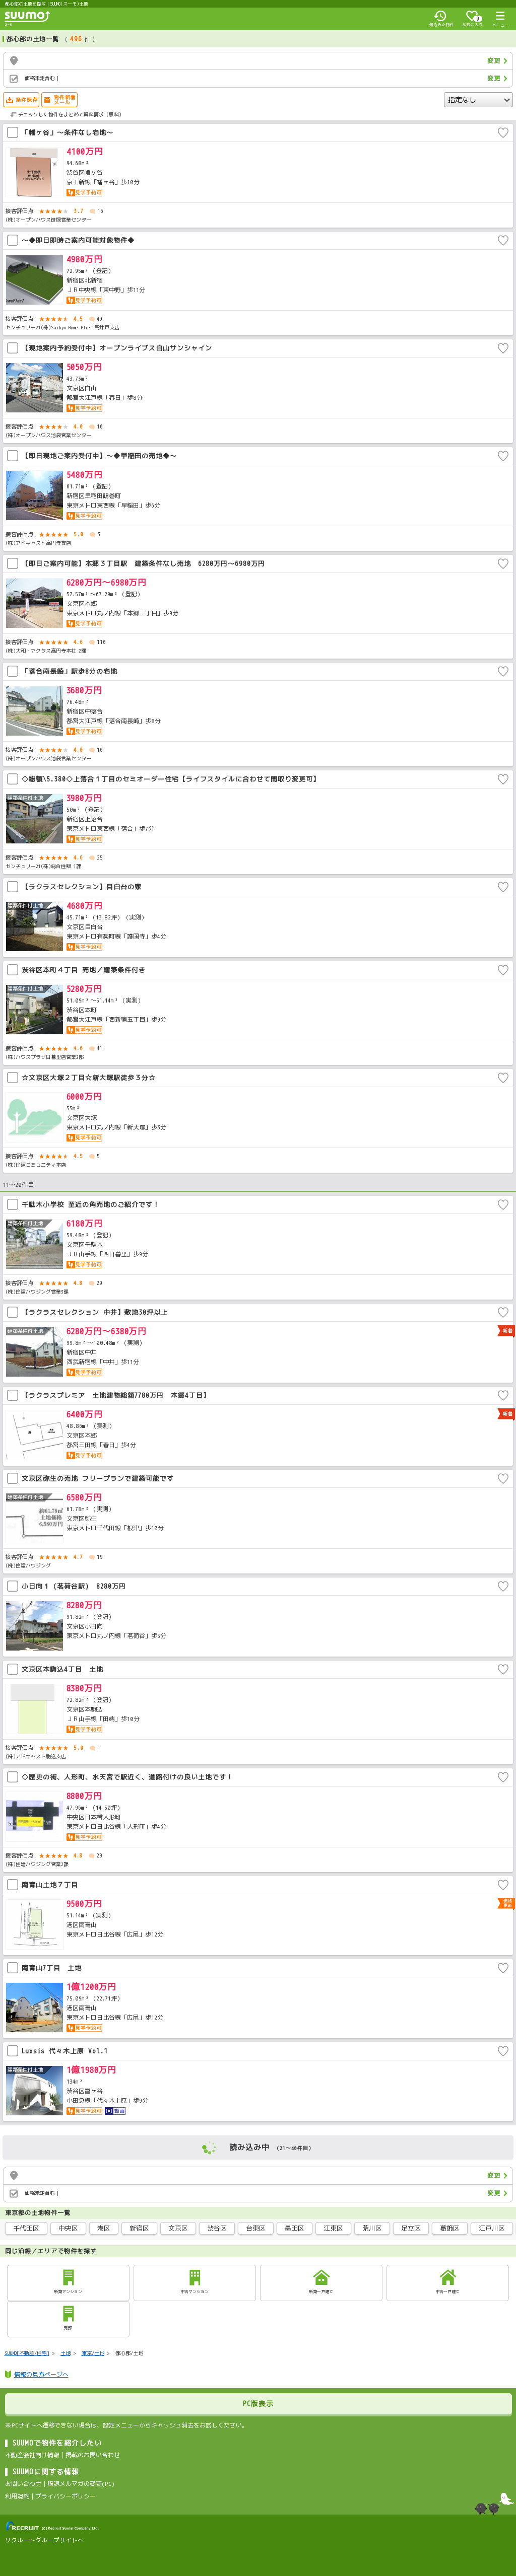 都心部の土地を探す｜SUMO(スーモ)土地
SUUMO
スーモ
最近みた物件
お気に入り
メニュー
都心部の土地一覧 （ 496 件 ）
変更
価格未定含む |
変更
条件保存
物件新着メール
指定なし
チェックした物件をまとめて資料請求（無料）
「幡ヶ谷」～条件なし宅地～
4100万円
94.68m²
渋谷区幡ヶ谷
京王新線「幡ヶ谷」歩10分
見学予約可
接客評価点 ★★★★★ 3.7 16
(株)オープンハウス
～◆即日即時ご案内可能対象物件◆
4980万円
72.95m²（登記）
新宿区北新宿
ＪＲ中央線「東中野」歩11分
見学予約可
接客評価点 ★★★★★ 4.5 49
センチュリー21(株)Saikyo Home Plus1高井戸支店
【現地案内予約受付中】オープンライブス白山サンシャイン
5050万円
43.73m²
文京区白山
都営大江戸線「春日」歩8分
見学予約可
接客評価点 ★★★★★ 4.0 10
(株)オープンハウス池袋営業センター
【即日現地ご案内受付中】～◆早稲田の売地◆～
5480万円
61.71m²（登記）
新宿区早稲田鶴巻町
東京メトロ東西線「早稲田」歩6分
見学予約可
接客評価点 ★★★★★ 5.0 3
(株)アドキャスト高円寺支店
【即日ご案内可能】本郷３丁目駅　建築条件なし売地　6280万円～6980万円
6280万円～6980万円
57.57m²～67.29m²（登記）
文京区本郷
東京メトロ丸ノ内線「本郷三丁目」歩9分
見学予約可
接客評価点 ★★★★★ 4.8 110
(株)大和・アクタス高円寺本社 2課
「落合南長崎」駅歩8分の宅地
3680万円
76.48m²
新宿区中落合
都営大江戸線「落合南長崎」歩8分
見学予約可
接客評価点 ★★★★★ 4.0 10
(株)オープンハウス池袋営業センター
◇総額\5,380◇上落合１丁目のセミオーダー住宅【ライフスタイルに合わせて間取り変更可】
建築条件付土地
3980万円
50m²（登記）
新宿区上落合
東京メトロ東西線「落合」歩7分
見学予約可
接客評価点 ★★★★★ 4.8 25
センチュリー21(株)総合住販 1課
【ラクラスセレクション】目白台の家
建築条件付土地
4680万円
45.71m²（13.82坪）（実測）
文京区目白台
東京メトロ有楽町線「護国寺」歩4分
見学予約可
渋谷区本町４丁目 売地／建築条件付き
建築条件付土地
5280万円
51.09m²～51.14m²（実測）
渋谷区本町
都営大江戸線「西新宿五丁目」歩9分
見学予約可
接客評価点 ★★★★★ 4.8 41
(株)ハウスプラザ日暮里店営業2部
☆文京区大塚２丁目☆新大塚駅徒歩３分☆
6000万円
55m²
文京区大塚
東京メトロ丸ノ内線「新大塚」歩3分
見学予約可
接客評価点 ★★★★★ 4.5 5
(株)住建コミュニティ本店
11～20件目
千駄木小学校 至近の角売地のご紹介です！
建築条件付土地
6180万円
59.48m²（登記）
文京区千駄木
ＪＲ山手線「西日暮里」歩9分
見学予約可
接客評価点 ★★★★★ 4.8 29
(株)住建ハウジング営業1課
【ラクラスセレクション 中井】敷地30坪以上
新着
建築条件付土地
6280万円～6380万円
99.8m²～100.48m²（実測）
新宿区中井
西武新宿線「中井」歩11分
見学予約可
【ラクラスプレミア　土地建物総額7780万円　本郷4丁目】
新着
6400万円
48.86m²（実測）
文京区本郷
都営三田線「春日」歩4分
見学予約可
文京区弥生の売地 フリープランで建築可能です
建築条件付土地
約61.78㎡
土地価格
6,580万円
6580万円
61.78m²（実測）
文京区弥生
東京メトロ千代田線「根津」歩10分
接客評価点 ★★★★★ 4.7 19
(株)住建ハウジング
小日向１（茗荷谷駅） 8280万円
8280万円
91.82m²（登記）
文京区小日向
東京メトロ丸ノ内線「茗荷谷」歩5分
文京区本駒込4丁目　土地
8380万円
72.82m²（登記）
文京区本駒込
ＪＲ山手線「田端」歩10分
見学予約可
接客評価点 ★★★★★ 5.0 1
(株)アドキャスト駒込支店
◇歴史の街、人形町、水天宮で駅近く、道路付けの良い土地です！
8800万円
47.96m²（14.50坪）
中央区日本橋人形町
東京メトロ日比谷線「人形町」歩4分
見学予約可
接客評価点 ★★★★★ 4.8 29
(株)住建ハウジング営業2課
南青山土地７丁目
価格更新
9500万円
51.14m²（実測）
港区南青山
東京メトロ日比谷線「広尾」歩12分
南青山7丁目　土地
1億1200万円
75.09m²（22.71坪）
港区南青山
東京メトロ日比谷線「広尾」歩12分
見学予約可
Luxsis 代々木上原 Vol.1
建築条件付土地
1億1980万円
134m²
渋谷区西原
小田急線「代々木上原」歩9分
見学予約可 動画
読み込み中 （21～40件目）
変更
価格未定含む |
変更
東京都の土地物件一覧
千代田区
中央区
港区
新宿区
文京区
渋谷区
台東区
墨田区
江東区
荒川区
足立区
葛飾区
江戸川区
同じ沿線／エリアで物件を探す
新築マンション
中古マンション
新築一戸建て
中古一戸建て
売却
SUUMO[不動産/住宅] > 土地 > 東京/土地 > 都心部/土地
情報の見方ページへ
PC版表示
※PCサイトへ遷移できない場合は、設定メニューからキャッシュ消去をお試しください。
SUUMOで物件を紹介したい
不動産会社向け情報 | 掲載のお問い合わせ
SUUMOに関する情報
お問い合わせ | 購読メルマガの変更(PC)
利用規約 | プライバシーポリシー
RECRUIT (C) Recruit Sumai Company Ltd.
リクルートグループサイトへ